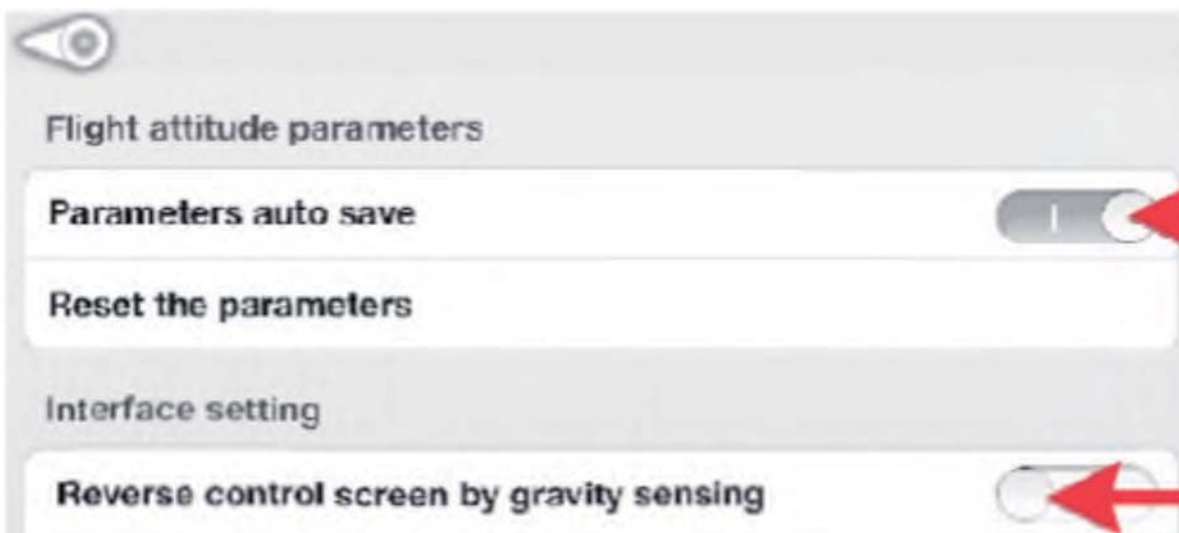 Flight attitude parameters
Parameters auto save
Reset the parameters
Interface setting
Reverse control screen by gravity sensing